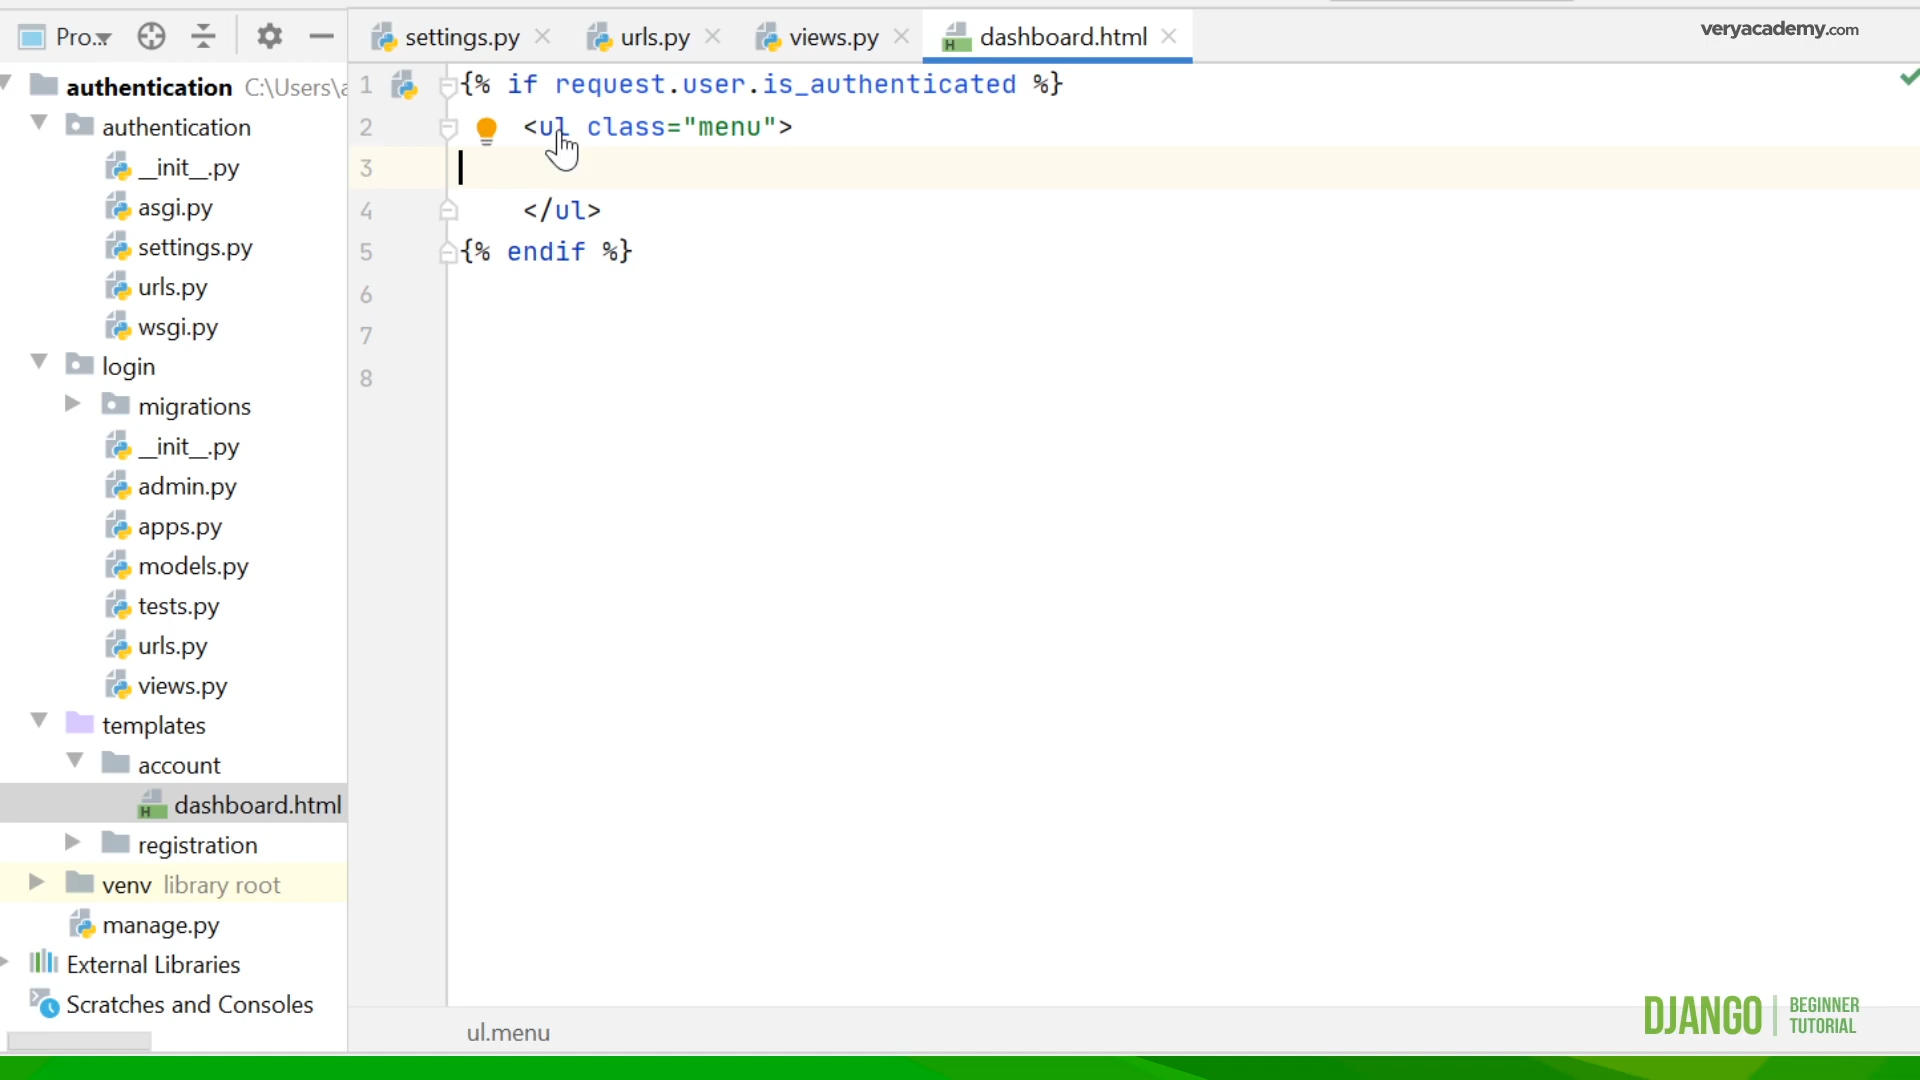 Pro...
settings.py
urls.py
views.py
dashboard.html
veryacademy.com
authentication C:\Users\a
authentication
__init__.py
asgi.py
settings.py
urls.py
wsgi.py
login
migrations
__init__.py
admin.py
apps.py
models.py
tests.py
urls.py
views.py
templates
account
dashboard.html
registration
venv library root
manage.py
External Libraries
Scratches and Consoles
1 {% if request.user.is_authenticated %}
2 <ul class="menu">
3
4 </ul>
5 {% endif %}
6
7
8
ul.menu
DJANGO
BEGINNER
TUTORIAL